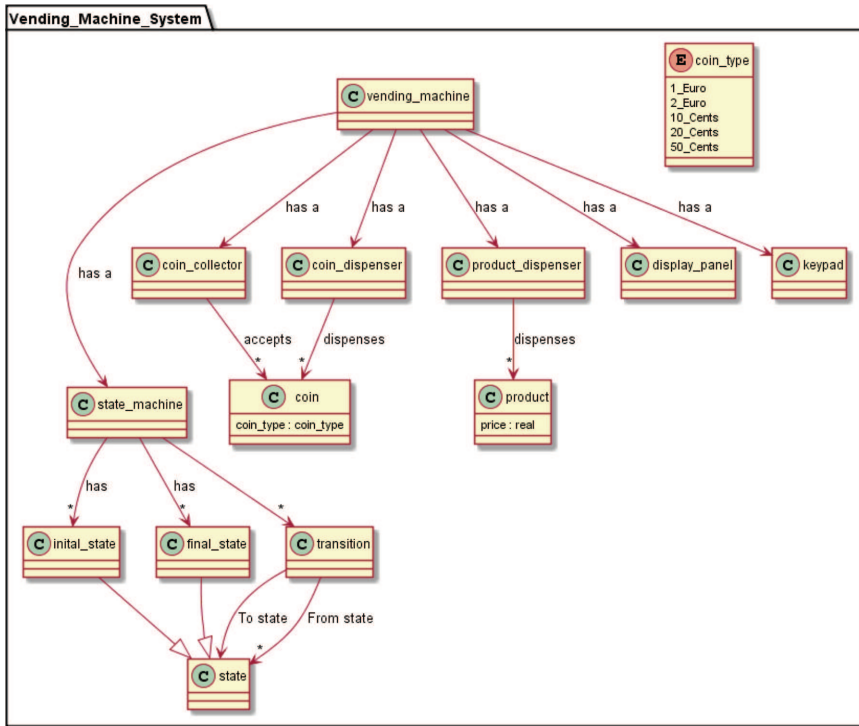 Vending_Machine_System
E coin_type
1_Euro
2_Euro
10_Cents
20_Cents
50_Cents
C vending_machine
has a
has a
has a
has a
has a
has a
C coin_collector
C coin_dispenser
C product_dispenser
C display_panel
C keypad
accepts
*
dispenses
*
dispenses
*
C state_machine
C coin
coin_type : coin_type
C product
price : real
has
*
has
*
*
C inital_state
C final_state
C transition
To state
From state
*
C state